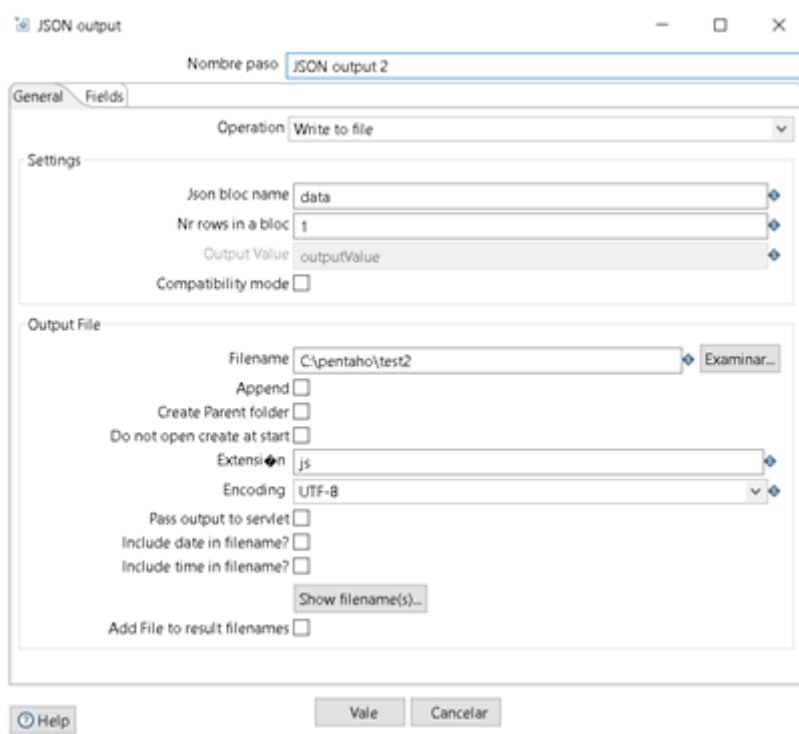 JSON output
Nombre paso JSON output 2
General Fields
Operation Write to file
Settings
Json bloc name data
Nr rows in a bloc 1
Output Value outputValue
Compatibility mode
Output File
Filename C:\pentaho\test2 Examinar...
Append
Create Parent folder
Do not open create at start
Extensi�n js
Encoding UTF-8
Pass output to servlet
Include date in filename?
Include time in filename?
Show filename(s)...
Add File to result filenames
Help Vale Cancelar